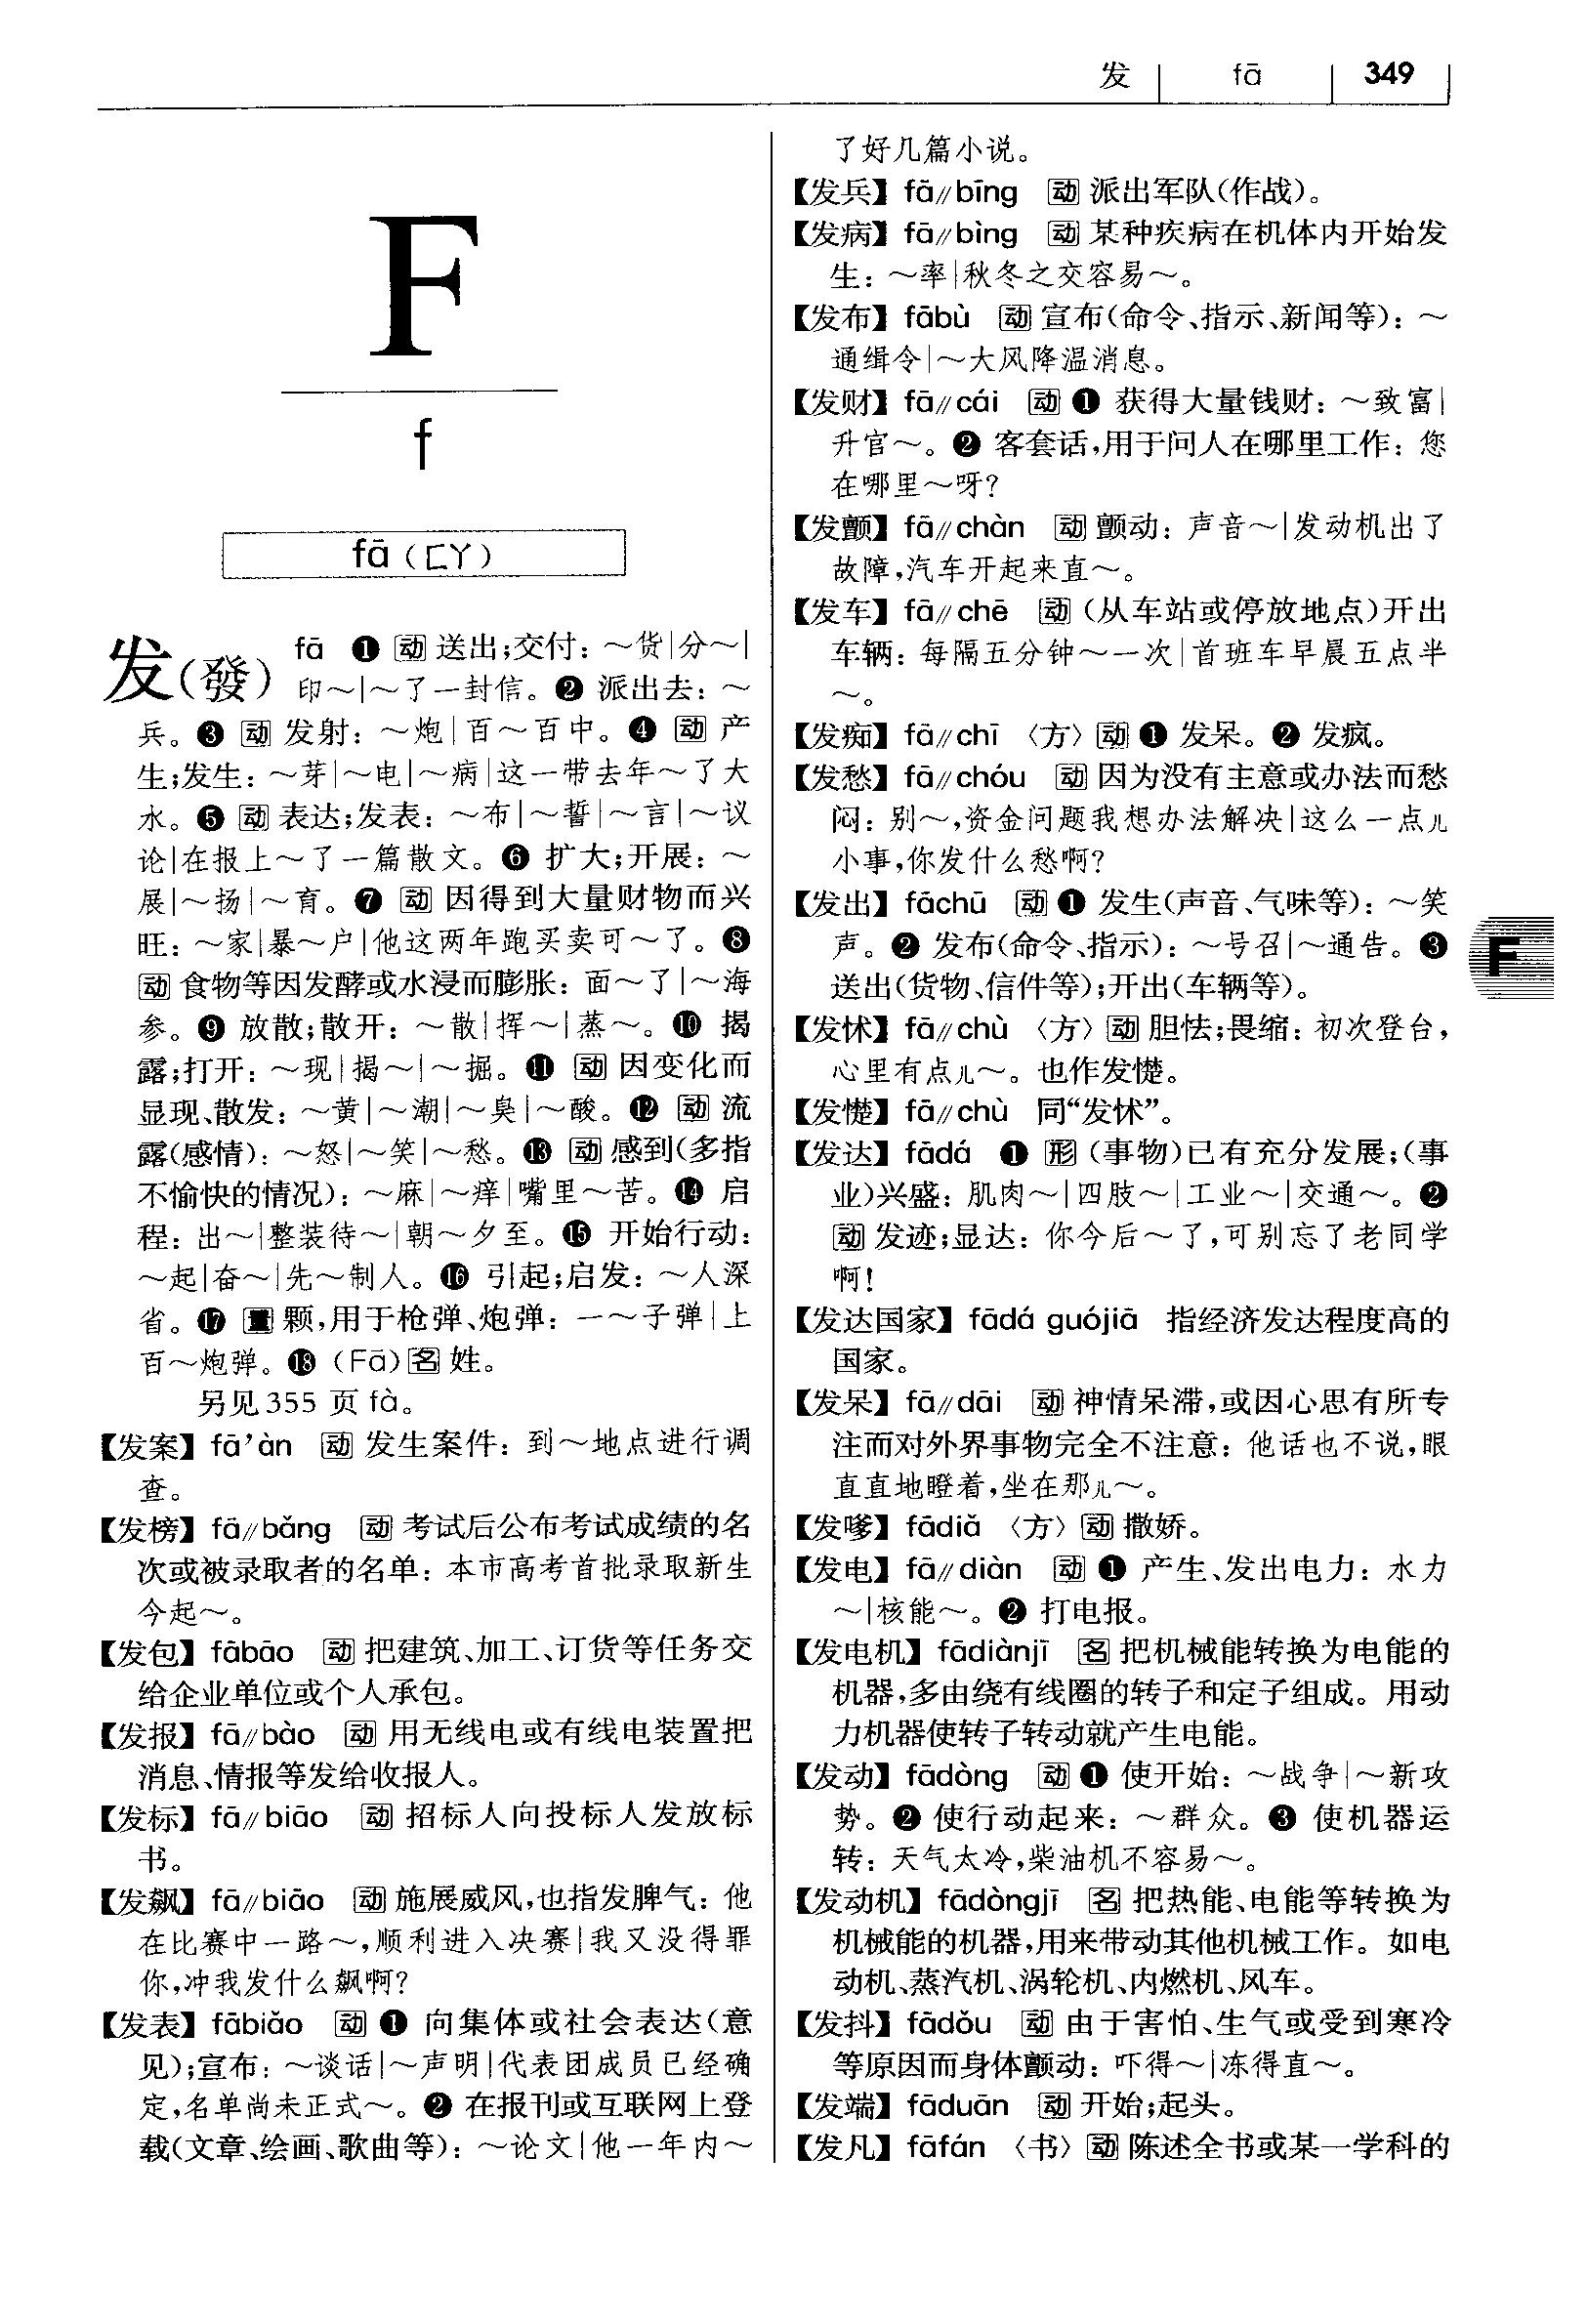 发 fā 349
F
f
fā (ㄈㄚ)
发(發) fā ❶ 动 送出;交付：～货|分～|
印～|～了一封信。❷ 派出去：～
兵。❸ 动 发射：～炮|百～百中。❹ 动 产
生;发生：～芽|～电|～病|这一带去年～了大
水。❺ 动 表达;发表：～布|～誓|～言|～议
论|在报上～了一篇散文。❻ 扩大;开展：～
展|～扬|～育。❼ 动 因得到大量财物而兴
旺：～家|暴～户|他这两年跑买卖可～了。❽
动 食物等因发酵或水浸而膨胀：面～了|～海
参。❾ 放散;散开：～散|挥～|蒸～。❿ 揭
露;打开：～现|揭～|～掘。⓫ 动 因变化而
显现、散发：～黄|～潮|～臭|～酸。⓬ 动 流
露(感情)：～怒|～笑|～愁。⓭ 动 感到(多指
不愉快的情况)：～麻|～痒|嘴里～苦。⓮ 启
程：出～|整装待～|朝～夕至。⓯ 开始行动：
～起|奋～|先～制人。⓰ 引起;启发：～人深
省。⓱ 量 颗,用于枪弹、炮弹：一～子弹|上
百～炮弹。⓲ (Fā) 名 姓。
另见355 页 fà。
【发案】fā’àn 动 发生案件：到～地点进行调
查。
【发榜】fā//bǎng 动 考试后公布考试成绩的名
次或被录取者的名单：本市高考首批录取新生
今起～。
【发包】fābāo 动 把建筑、加工、订货等任务交
给企业单位或个人承包。
【发报】fā//bào 动 用无线电或有线电装置把
消息、情报等发给收报人。
【发标】fā//biāo 动 招标人向投标人发放标
书。
【发飙】fā//biāo 动 施展威风,也指发脾气：他
在比赛中一路～,顺利进入决赛|我又没得罪
你,冲我发什么飙啊?
【发表】fābiǎo 动 ❶ 向集体或社会表达(意
见);宣布：～谈话|～声明|代表团成员已经确
定,名单尚未正式～。❷ 在报刊或互联网上登
载(文章、绘画、歌曲等)：～论文|他一年内～
了好几篇小说。
【发兵】fā//bīng 动 派出军队(作战)。
【发病】fā//bìng 动 某种疾病在机体内开始发
生：～率|秋冬之交容易～。
【发布】fābù 动 宣布(命令、指示、新闻等)：～
通缉令|～大风降温消息。
【发财】fā//cái 动 ❶ 获得大量钱财：～致富|
升官～。❷ 客套话,用于问人在哪里工作：您
在哪里～呀?
【发颤】fā//chàn 动 颤动：声音～|发动机出了
故障,汽车开起来直～。
【发车】fā//chē 动 (从车站或停放地点)开出
车辆：每隔五分钟～一次|首班车早晨五点半
～。
【发痴】fā//chī 〈方〉动 ❶ 发呆。❷ 发疯。
【发愁】fā//chóu 动 因为没有主意或办法而愁
闷：别～,资金问题我想办法解决|这么一点儿
小事,你发什么愁啊?
【发出】fāchū 动 ❶ 发生(声音、气味等)：～笑
声。❷ 发布(命令、指示)：～号召|～通告。❸
送出(货物、信件等);开出(车辆等)。
【发怵】fā//chù 〈方〉动 胆怯;畏缩：初次登台,
心里有点儿～。也作发憷。
【发憷】fā//chù 同“发怵”。
【发达】fādá ❶ 形 (事物)已有充分发展;(事
业)兴盛：肌肉～|四肢～|工业～|交通～。❷
动 发迹;显达：你今后～了,可别忘了老同学
啊!
【发达国家】fādá guójiā 指经济发达程度高的
国家。
【发呆】fā//dāi 动 神情呆滞,或因心思有所专
注而对外界事物完全不注意：他话也不说,眼
直直地瞪着,坐在那儿～。
【发嗲】fādiǎ 〈方〉动 撒娇。
【发电】fā//diàn 动 ❶ 产生、发出电力：水力
～|核能～。❷ 打电报。
【发电机】fādiànjī 名 把机械能转换为电能的
机器,多由绕有线圈的转子和定子组成。用动
力机器使转子转动就产生电能。
【发动】fādòng 动 ❶ 使开始：～战争|～新攻
势。❷ 使行动起来：～群众。❸ 使机器运
转：天气太冷,柴油机不容易～。
【发动机】fādòngjī 名 把热能、电能等转换为
机械能的机器,用来带动其他机械工作。如电
动机、蒸汽机、涡轮机、内燃机、风车。
【发抖】fādǒu 动 由于害怕、生气或受到寒冷
等原因而身体颤动：吓得～|冻得直～。
【发端】fāduān 动 开始;起头。
【发凡】fāfán 〈书〉动 陈述全书或某一学科的
F